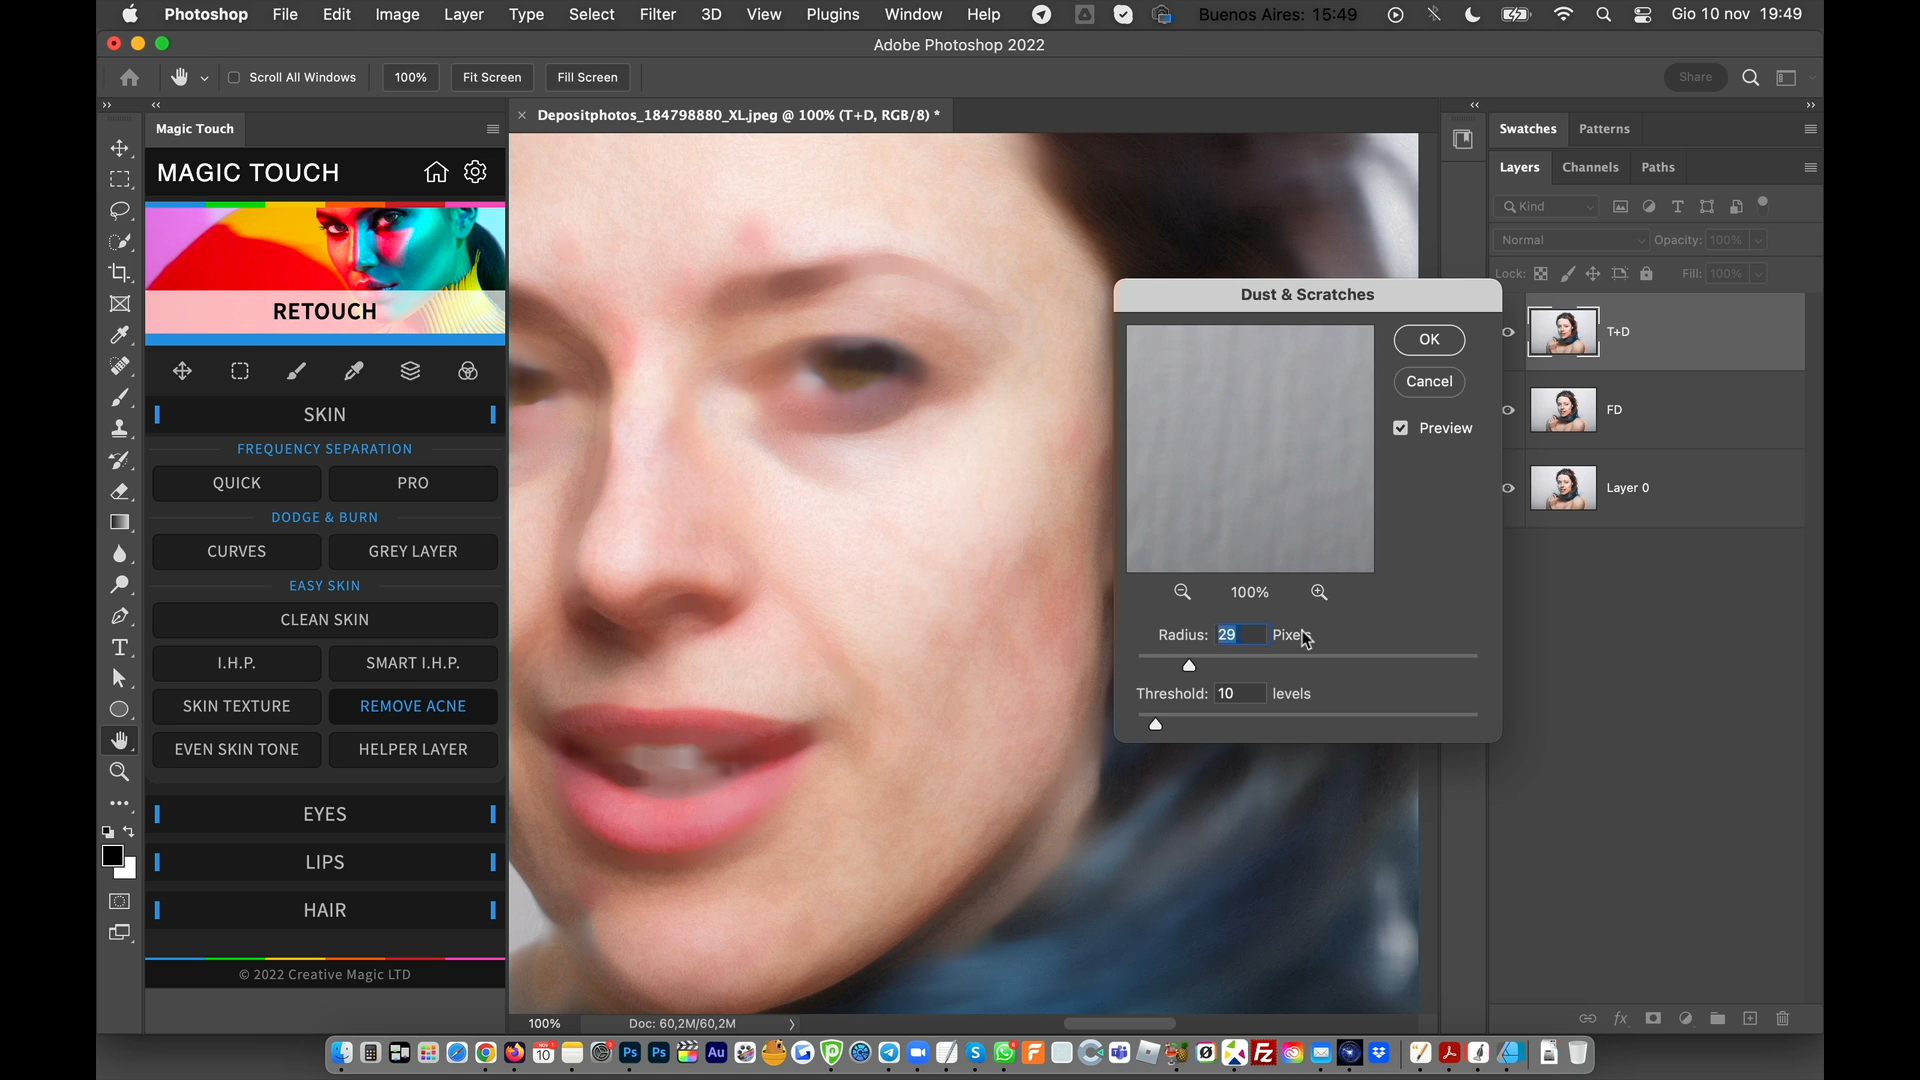 Photoshop File Edit Image Layer Type Select Filter 3D View Plugins Window Help Buenos Aires: 15:49 Gio 10 nov 19:49
Adobe Photoshop 2022
Scroll All Windows 100% Fit Screen Fill Screen Share
Depositphotos_184798880_XL.jpeg @ 100% (T+D, RGB/8) *
Magic Touch
MAGIC TOUCH
RETOUCH
SKIN
FREQUENCY SEPARATION
QUICK PRO
DODGE & BURN
CURVES GREY LAYER
EASY SKIN
CLEAN SKIN
I.H.P. SMART I.H.P.
SKIN TEXTURE REMOVE ACNE
EVEN SKIN TONE HELPER LAYER
EYES
LIPS
HAIR
© 2022 Creative Magic LTD
100% Doc: 60,2M/60,2M
Dust & Scratches
OK
Cancel
Preview
100%
Radius: 29 Pixels
Threshold: 10 levels
Swatches Patterns
Layers Channels Paths
Kind
Normal Opacity: 100%
Lock: Fill: 100%
T+D
FD
Layer 0
fx